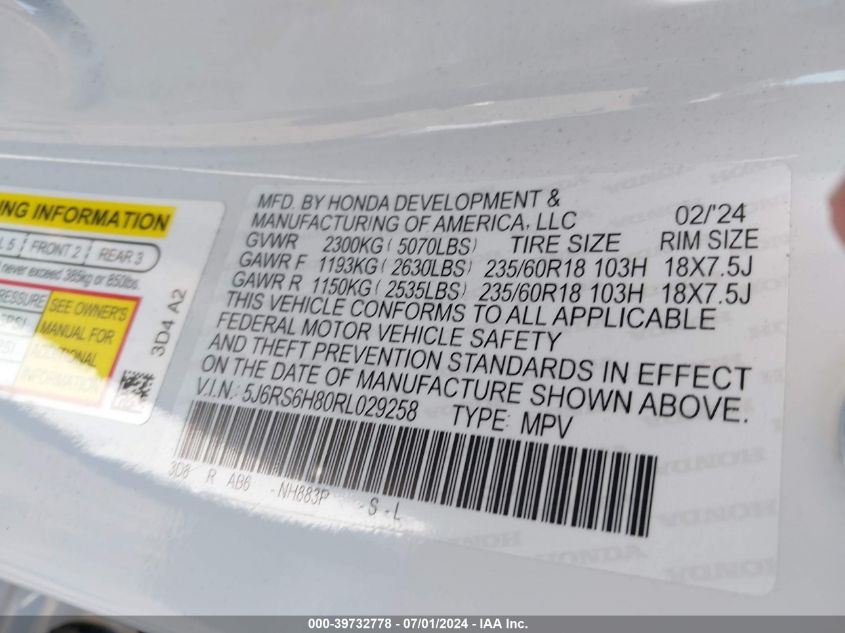 NG INFORMATION
5 FRONT 2 REAR 3
never exceed 385kg or 850lbs.
PRESSURE
SEE OWNER'S
MANUAL FOR
ADDITIONAL
INFORMATION
3D4 A2
MFD. BY HONDA DEVELOPMENT &
MANUFACTURING OF AMERICA, LLC 02/'24
GVWR 2300KG ( 5070LBS) TIRE SIZE RIM SIZE
GAWR F 1193KG ( 2630LBS) 235/60R18 103H 18X7.5J
GAWR R 1150KG ( 2535LBS) 235/60R18 103H 18X7.5J
THIS VEHICLE CONFORMS TO ALL APPLICABLE
FEDERAL MOTOR VEHICLE SAFETY
AND THEFT PREVENTION STANDARDS IN EFFECT
ON THE DATE OF MANUFACTURE SHOWN ABOVE.
V.I.N.: 5J6RS6H80RL029258 TYPE: MPV
3D8 R AB6 -NH883P -S -L
HONDA
000-39732778 - 07/01/2024 - IAA Inc.